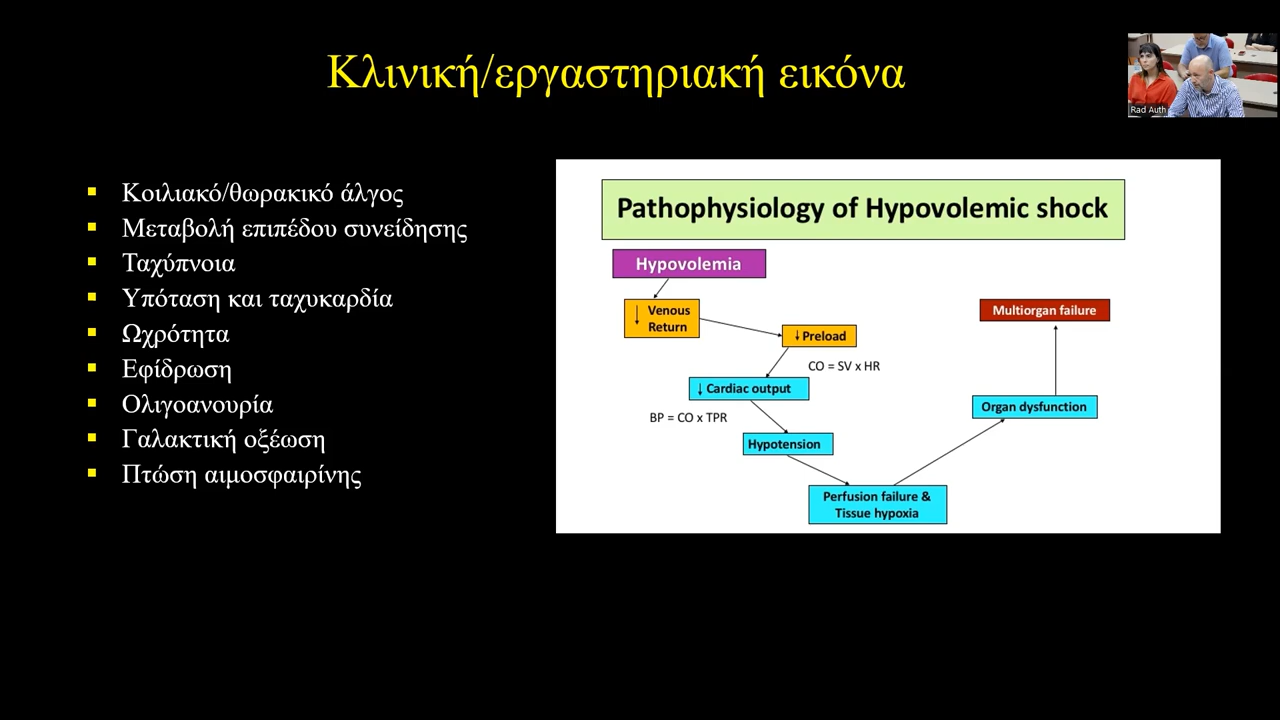 Κλινική/εργαστηριακή εικόνα
Rad Auth
Κοιλιακό/θωρακικό άλγος
Μεταβολή επιπέδου συνείδησης
Ταχύπνοια
Υπόταση και ταχυκαρδία
Ωχρότητα
Εφίδρωση
Ολιγοανουρία
Γαλακτική οξέωση
Πτώση αιμοσφαιρίνης
Pathophysiology of Hypovolemic shock
Hypovolemia
↓ Venous
Return
↓ Preload
CO = SV x HR
↓ Cardiac output
BP = CO x TPR
Hypotension
Perfusion failure &
Tissue hypoxia
Organ dysfunction
Multiorgan failure